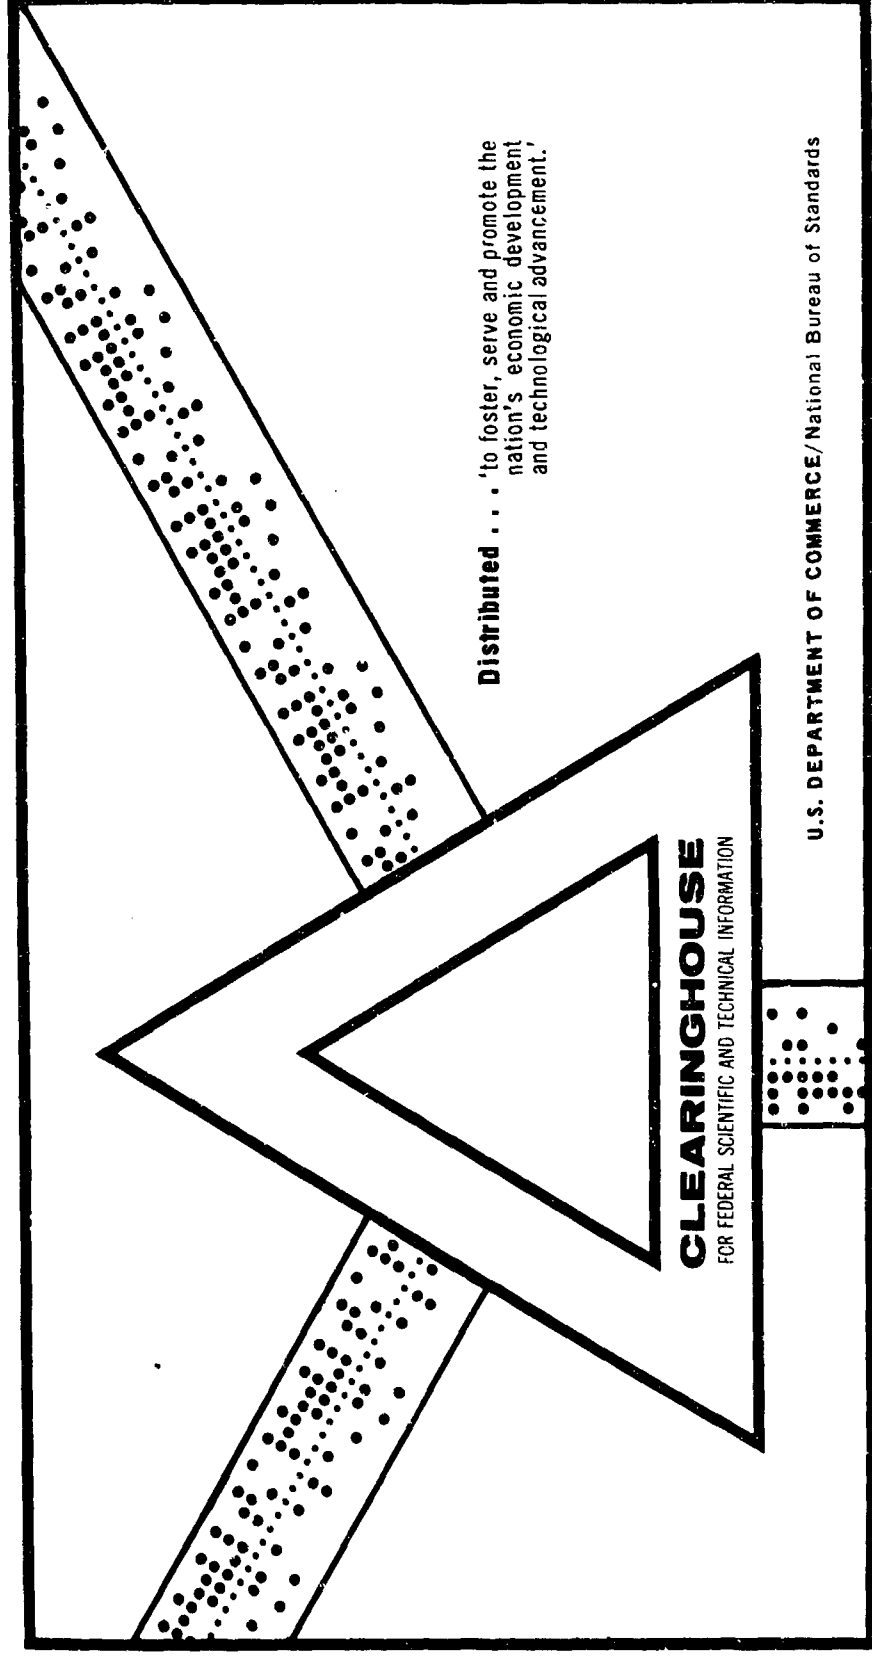 Distributed . . . 'to foster, serve and promote the
nation's economic development
and technological advancement.'
CLEARINGHOUSE
FOR FEDERAL SCIENTIFIC AND TECHNICAL INFORMATION
U.S. DEPARTMENT OF COMMERCE/National Bureau of Standards